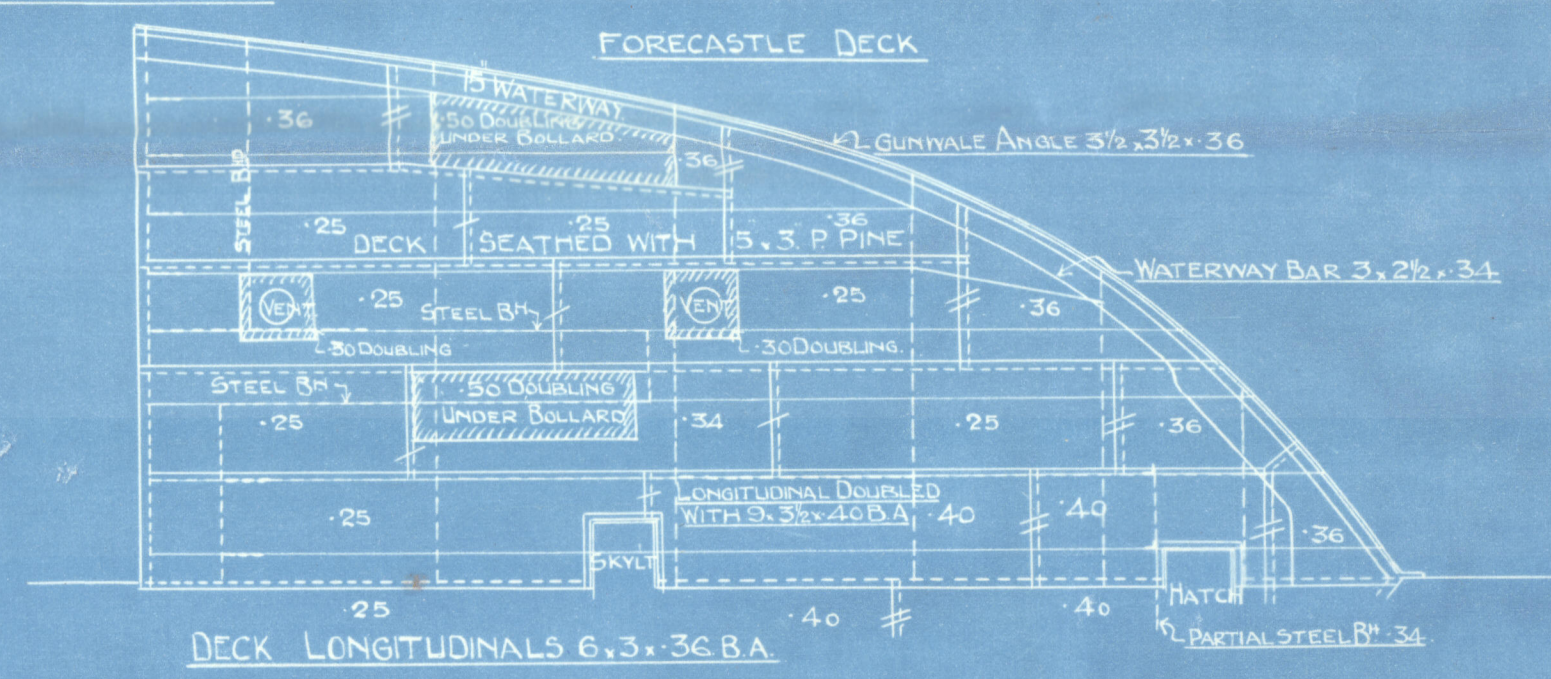 FORECASTLE DECK
15" WATERWAY
·36
·50 DOUBLING
UNDER BOLLARD.
·36
GUNWALE ANGLE 3½ x 3½ x ·36
STEEL BHD
·25
·25
·36
DECK SEATHED WITH 5 x 3. P. PINE
WATERWAY BAR 3 x 2½ x ·34
VENT
·25
STEEL BH
VENT
·25
·36
·30 DOUBLING
·30 DOUBLING.
STEEL BH
·50 DOUBLING
UNDER BOLLARD
·25
·34
·25
·36
LONGITUDINAL DOUBLED
WITH 9 x 3½ x ·40 B.A
·25
·40
·40
·36
SKYLT
HATCH
·25
·40
·40
PARTIAL STEEL BH ·34.
DECK LONGITUDINALS 6 x 3 x ·36. B.A.